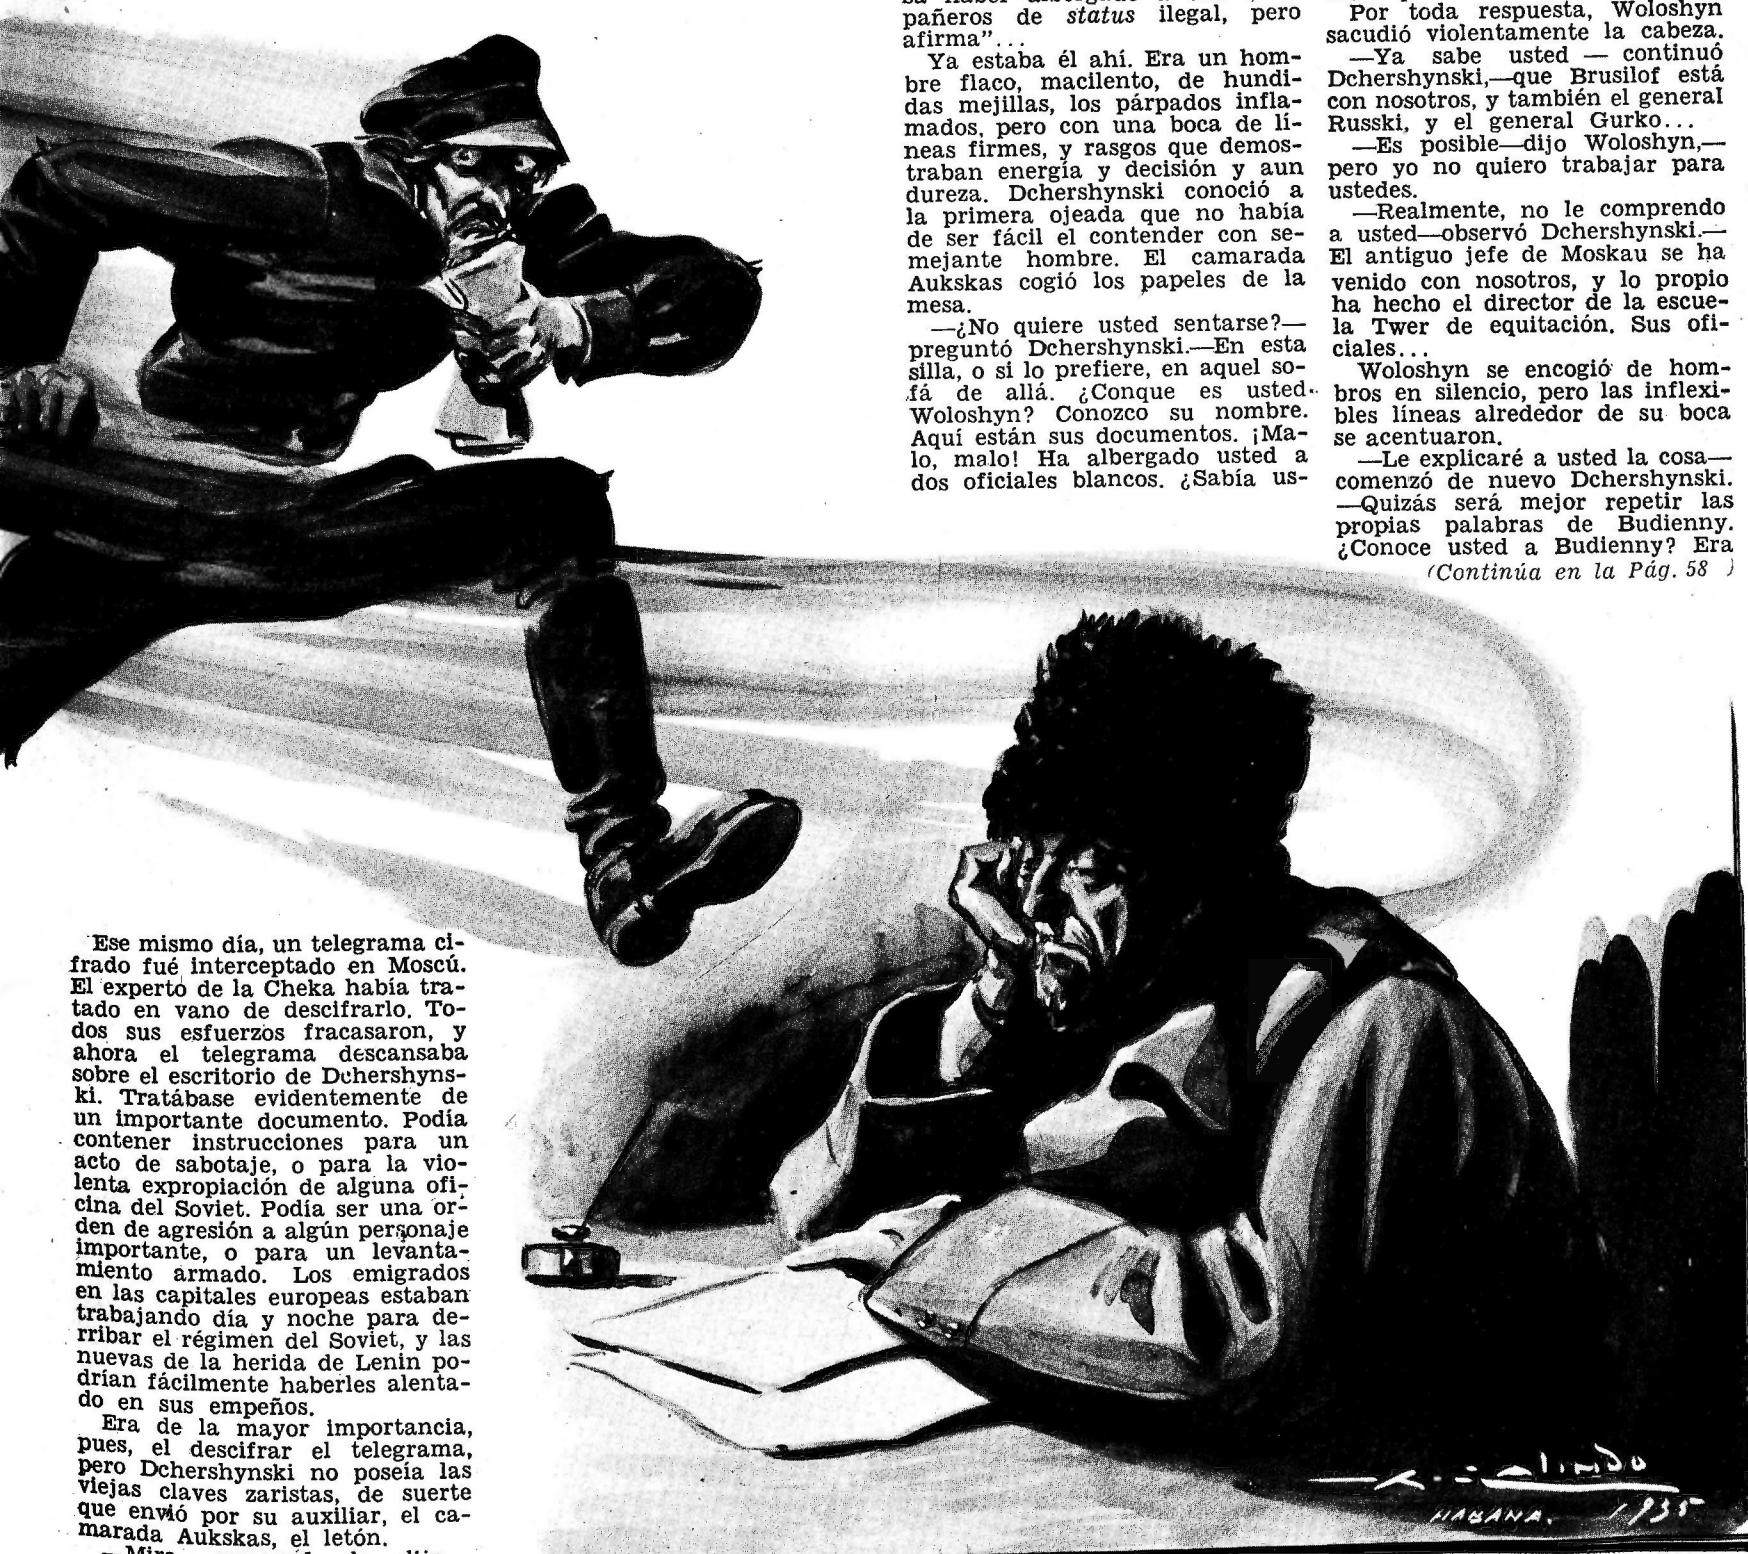 Ese mismo día, un telegrama ci-
frado fué interceptado en Moscú.
El experto de la Cheka había tra-
tado en vano de descifrarlo. To-
dos sus esfuerzos fracasaron, y
ahora el telegrama descansaba
sobre el escritorio de Dchershyns-
ki. Tratábase evidentemente de
un importante documento. Podía
contener instrucciones para un
acto de sabotaje, o para la vio-
lenta expropiación de alguna ofi-
cina del Soviet. Podía ser una or-
den de agresión a algún personaje
importante, o para un levanta-
miento armado. Los emigrados
en las capitales europeas estaban
trabajando día y noche para de-
rribar el régimen del Soviet, y las
nuevas de la herida de Lenin po-
drían fácilmente haberles alenta-
do en sus empeños.
Era de la mayor importancia,
pues, el descifrar el telegrama,
pero Dchershynski no poseía las
viejas claves zaristas, de suerte
que envió por su auxiliar, el ca-
marada Aukskas, el letón.
pañeros de status ilegal, pero
afirma"...
Ya estaba él ahí. Era un hom-
bre flaco, macilento, de hundi-
das mejillas, los párpados infla-
mados, pero con una boca de lí-
neas firmes, y rasgos que demos-
traban energía y decisión y aun
dureza. Dchershynski conoció a
la primera ojeada que no había
de ser fácil el contender con se-
mejante hombre. El camarada
Aukskas cogió los papeles de la
mesa.
—¿No quiere usted sentarse?—
preguntó Dchershynski.—En esta
silla, o si lo prefiere, en aquel so-
fá de allá. ¿Conque es usted
Woloshyn? Conozco su nombre.
Aquí están sus documentos. ¡Ma-
lo, malo! Ha albergado usted a
dos oficiales blancos. ¿Sabía us-
Por toda respuesta, Woloshyn
sacudió violentamente la cabeza.
—Ya sabe usted — continuó
Dchershynski,—que Brusilof está
con nosotros, y también el general
Russki, y el general Gurko...
—Es posible—dijo Woloshyn,—
pero yo no quiero trabajar para
ustedes.
—Realmente, no le comprendo
a usted—observó Dchershynski.—
El antiguo jefe de Moskau se ha
venido con nosotros, y lo propio
ha hecho el director de la escue-
la Twer de equitación. Sus ofi-
ciales...
Woloshyn se encogió de hom-
bros en silencio, pero las inflexi-
bles líneas alrededor de su boca
se acentuaron.
—Le explicaré a usted la cosa—
comenzó de nuevo Dchershynski.
—Quizás será mejor repetir las
propias palabras de Budienny.
¿Conoce usted a Budienny? Era
(Continúa en la Pág. 58 )
HABANA. 1935